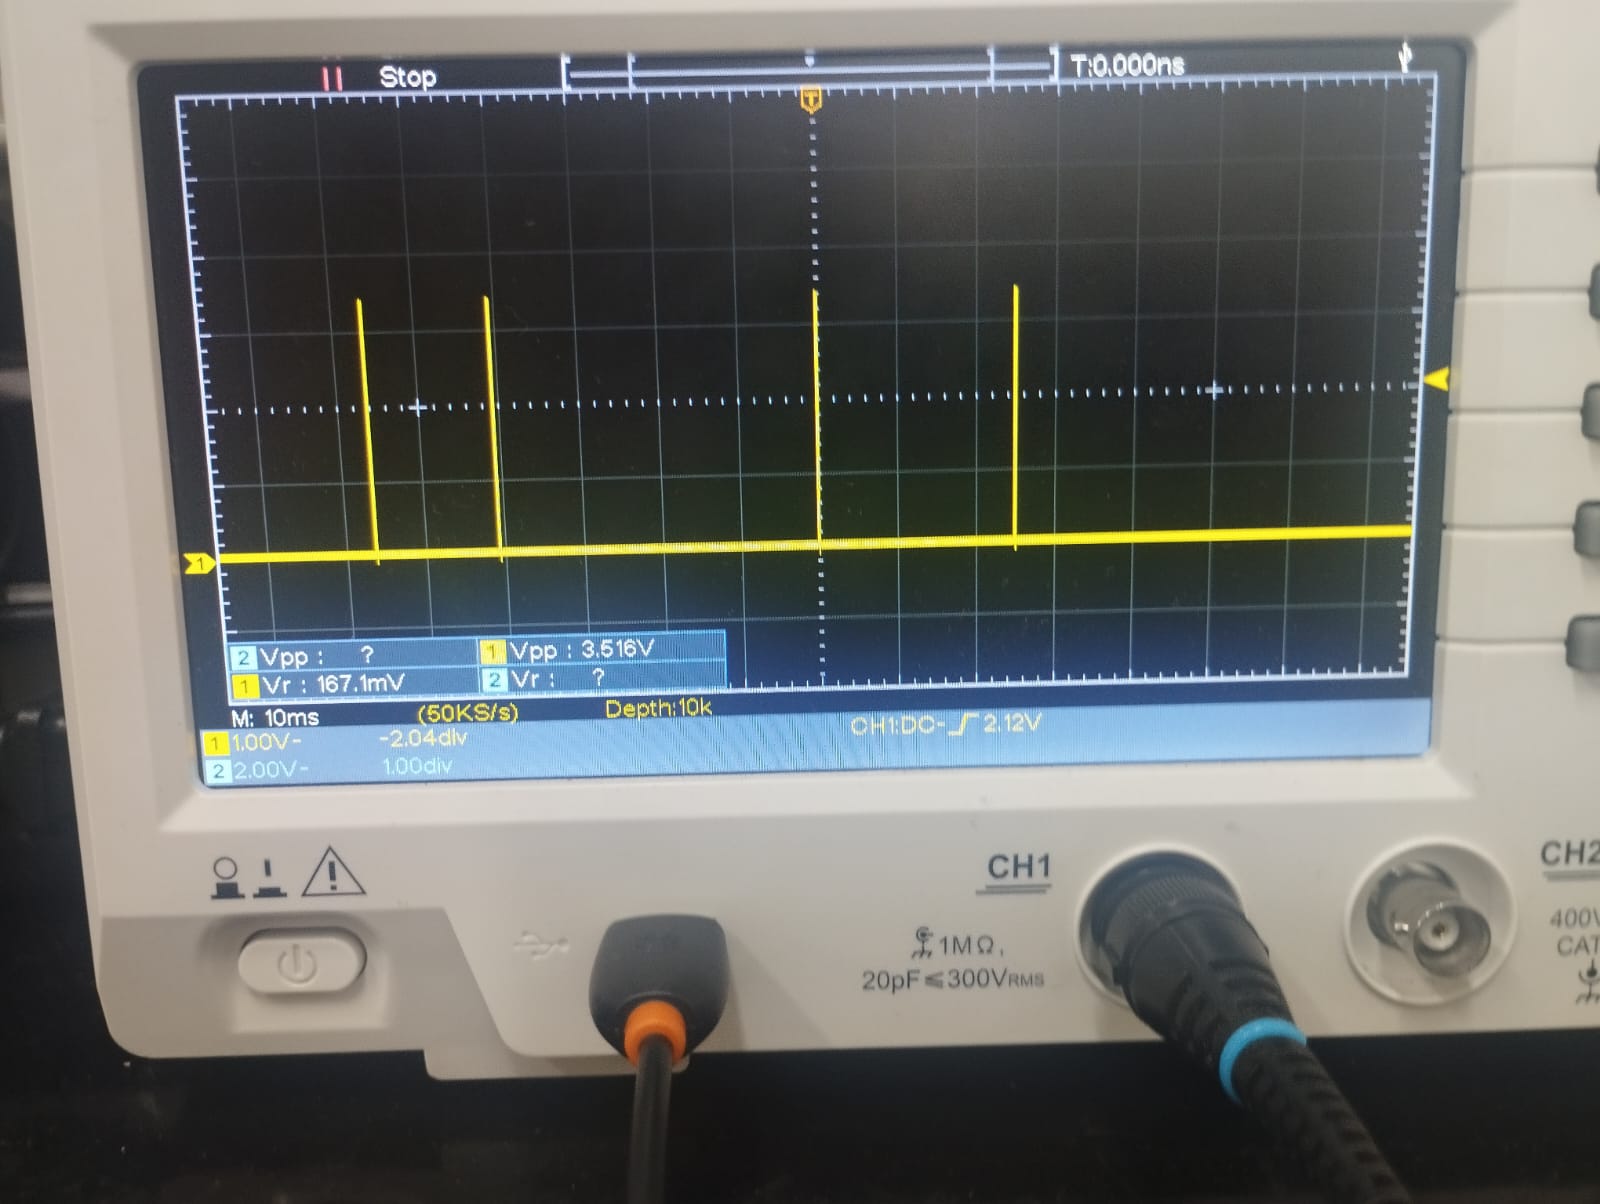 Stop T:0.000ns
T
1
2 Vpp : ? 1 Vpp : 3.516V
1 Vr : 167.1mV 2 Vr : ?
M: 10ms (50KS/s) Depth:10k
1 1.00V- -2.04div CH1:DC- 2.12V
2 2.00V- 1.00div
CH1
CH2
1MΩ,
20pF≤300VRMS
400V
CAT